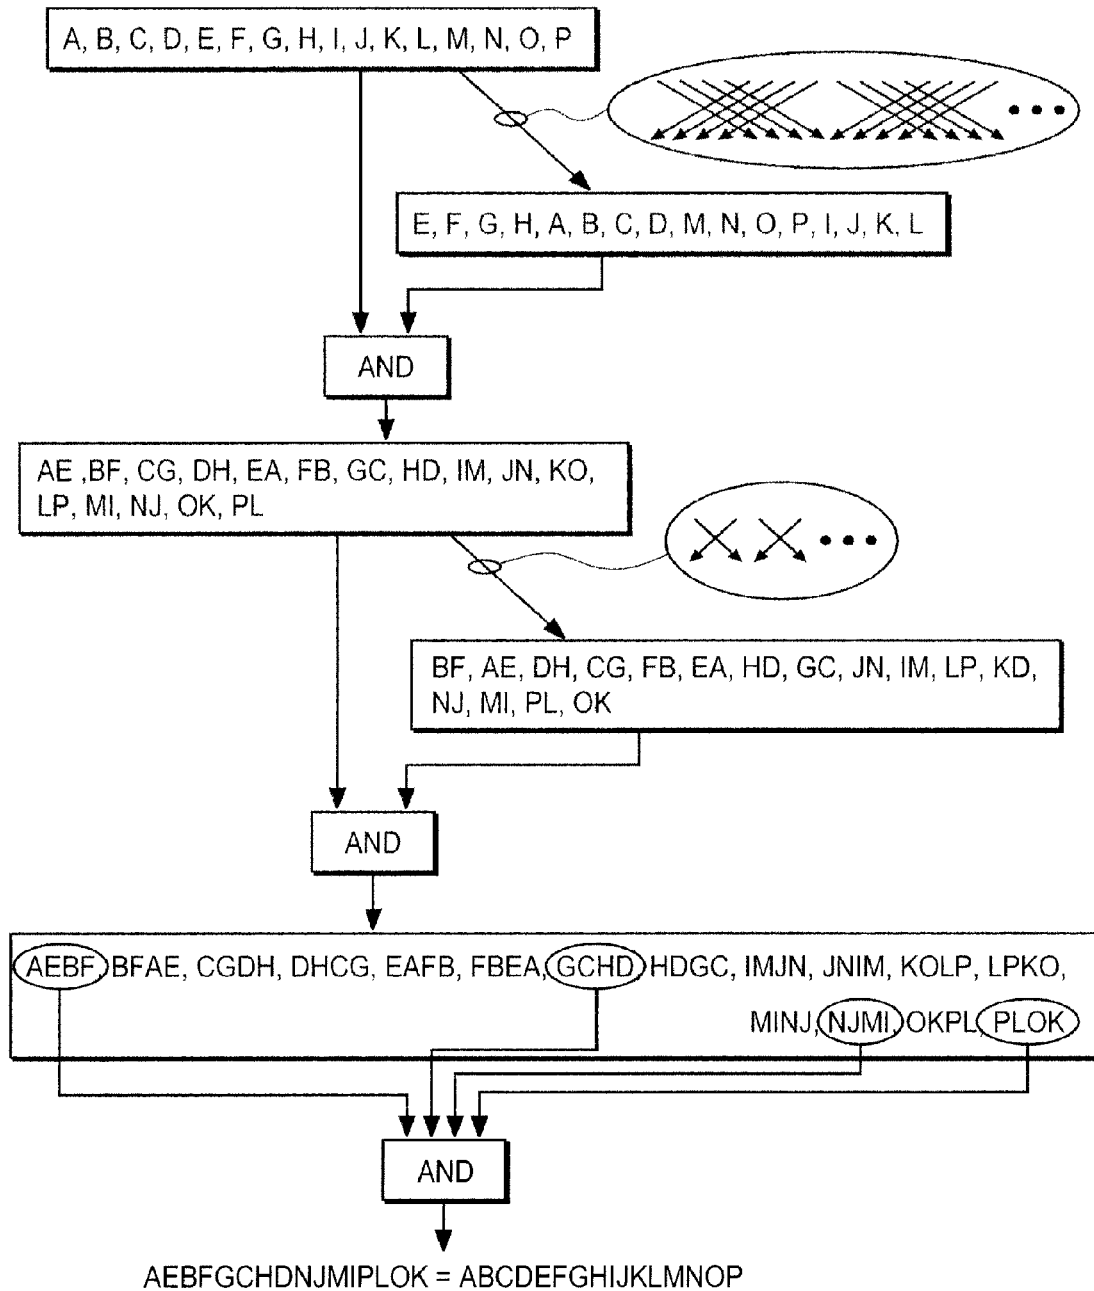 A, B, C, D, E, F, G, H, I, J, K, L, M, N, O, P
E, F, G, H, A, B, C, D, M, N, O, P, I, J, K, L
AND
AE ,BF, CG, DH, EA, FB, GC, HD, IM, JN, KO,
LP, MI, NJ, OK, PL
BF, AE, DH, CG, FB, EA, HD, GC, JN, IM, LP, KD,
NJ, MI, PL, OK
AND
AEBF, BFAE, CGDH, DHCG, EAFB, FBEA, GCHD, HDGC, IMJN, JNIM, KOLP, LPKO,
MINJ, NJMI, OKPL, PLOK
AND
AEBFGCHDNJMIPLOK = ABCDEFGHIJKLMNOP